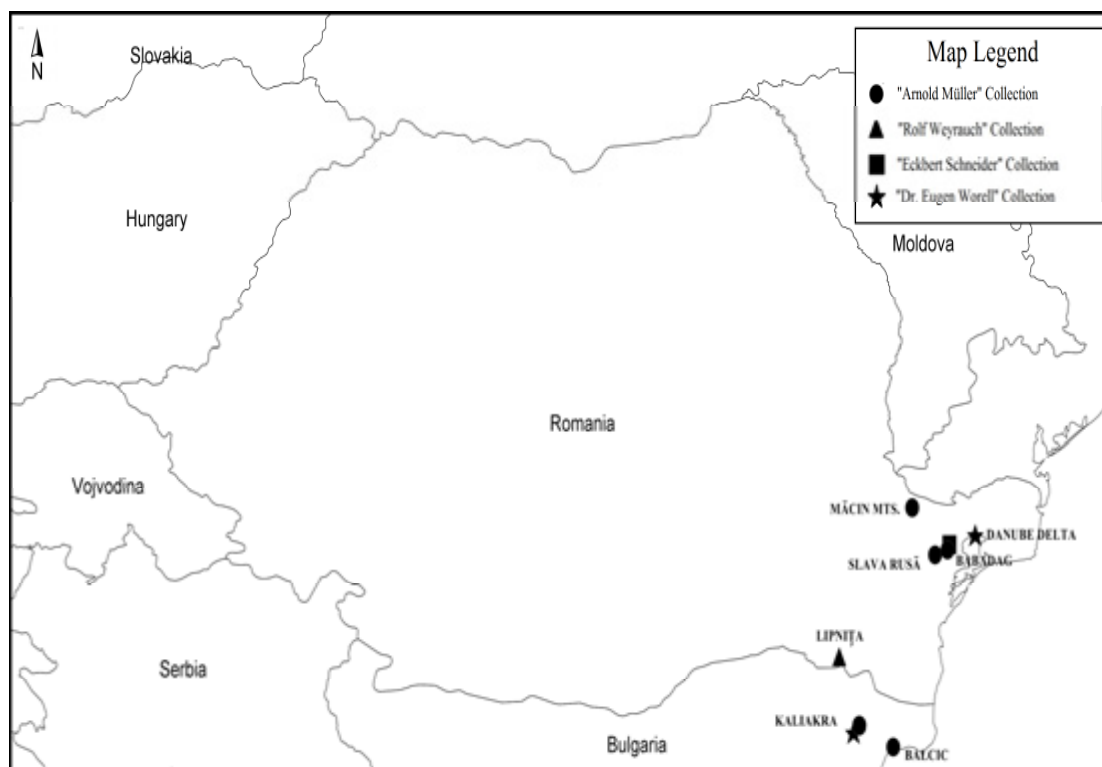 N
Slovakia
Map Legend
"Arnold Müller" Collection
"Rolf Weyrauch" Collection
"Eckbert Schneider" Collection
"Dr. Eugen Worell" Collection
Hungary
Moldova
Romania
Vojvodina
MĂCIN MTS.
DANUBE DELTA
BABADAG
SLAVA RUSĂ
LIPNIŢA
Serbia
KALIAKRA
Bulgaria
BALCIC